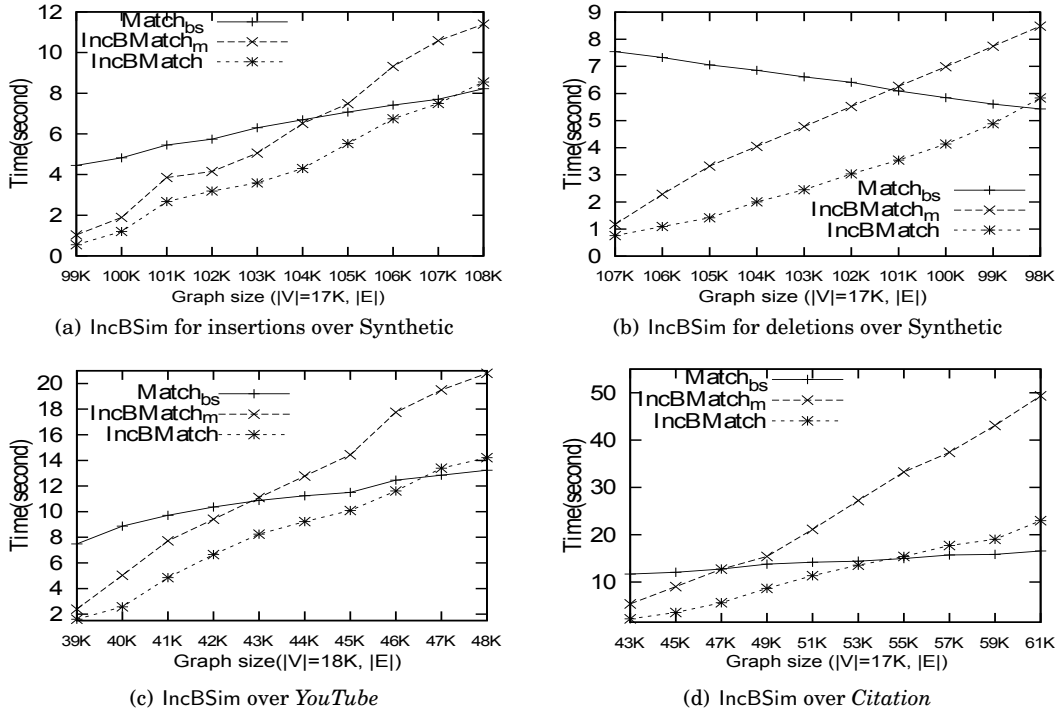 12
10
8
6
4
2
0
Time(second)
Match_bs
IncBMatch_m
IncBMatch
99K 100K 101K 102K 103K 104K 105K 106K 107K 108K
Graph size (|V|=17K, |E|)
(a) IncBSim for insertions over Synthetic
9
8
7
6
5
4
3
2
1
0
Time(second)
Match_bs
IncBMatch_m
IncBMatch
107K 106K 105K 104K 103K 102K 101K 100K 99K 98K
Graph size (|V|=17K, |E|)
(b) IncBSim for deletions over Synthetic
20
18
16
14
12
10
8
6
4
2
Time(second)
Match_bs
IncBMatch_m
IncBMatch
39K 40K 41K 42K 43K 44K 45K 46K 47K 48K
Graph size(|V|=18K, |E|)
(c) IncBSim over YouTube
50
40
30
20
10
Time(second)
Match_bs
IncBMatch_m
IncBMatch
43K 45K 47K 49K 51K 53K 55K 57K 59K 61K
Graph size(|V|=17K, |E|)
(d) IncBSim over Citation